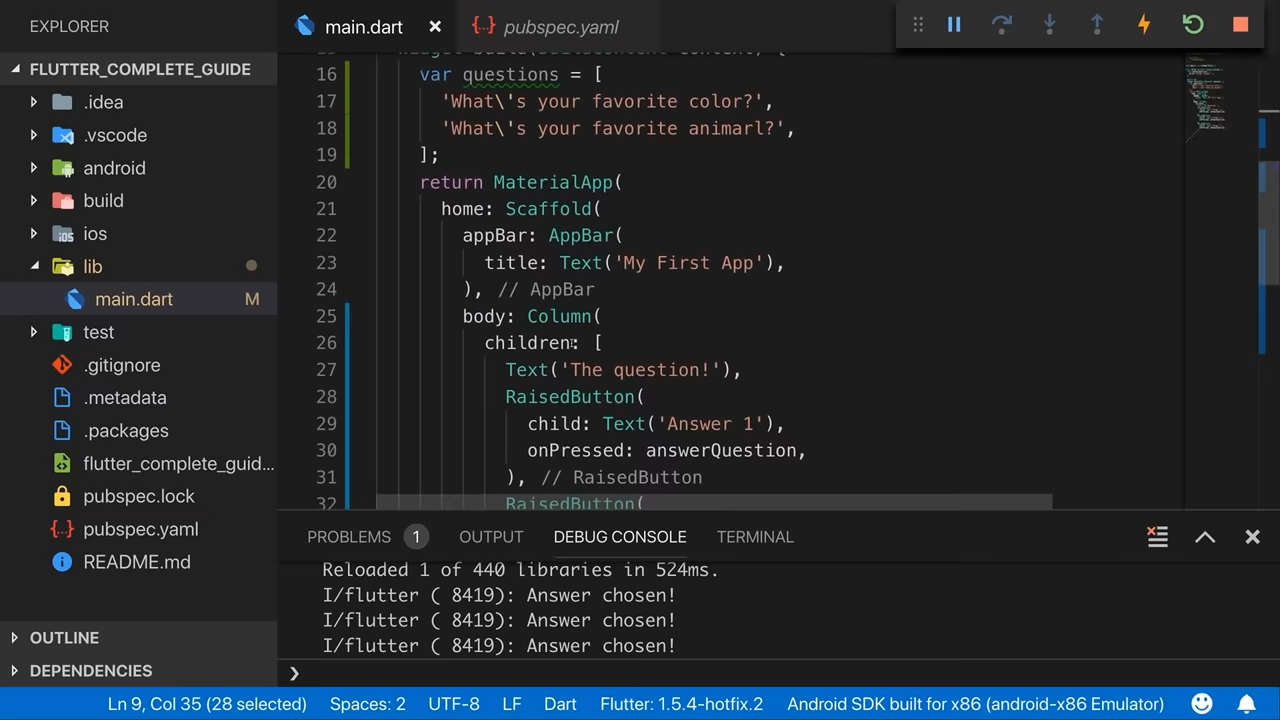 EXPLORER
main.dart
pubspec.yaml
FLUTTER_COMPLETE_GUIDE
.idea
.vscode
android
build
ios
lib
main.dart M
test
.gitignore
.metadata
.packages
flutter_complete_guid...
pubspec.lock
pubspec.yaml
README.md
OUTLINE
DEPENDENCIES
16 var questions = [
17 'What\'s your favorite color?',
18 'What\'s your favorite animarl?',
19 ];
20 return MaterialApp(
21 home: Scaffold(
22 appBar: AppBar(
23 title: Text('My First App'),
24 ), // AppBar
25 body: Column(
26 children: [
27 Text('The question!'),
28 RaisedButton(
29 child: Text('Answer 1'),
30 onPressed: answerQuestion,
31 ), // RaisedButton
32 RaisedButton(
PROBLEMS 1 OUTPUT DEBUG CONSOLE TERMINAL
Reloaded 1 of 440 libraries in 524ms.
I/flutter ( 8419): Answer chosen!
I/flutter ( 8419): Answer chosen!
I/flutter ( 8419): Answer chosen!
Ln 9, Col 35 (28 selected) Spaces: 2 UTF-8 LF Dart Flutter: 1.5.4-hotfix.2 Android SDK built for x86 (android-x86 Emulator)